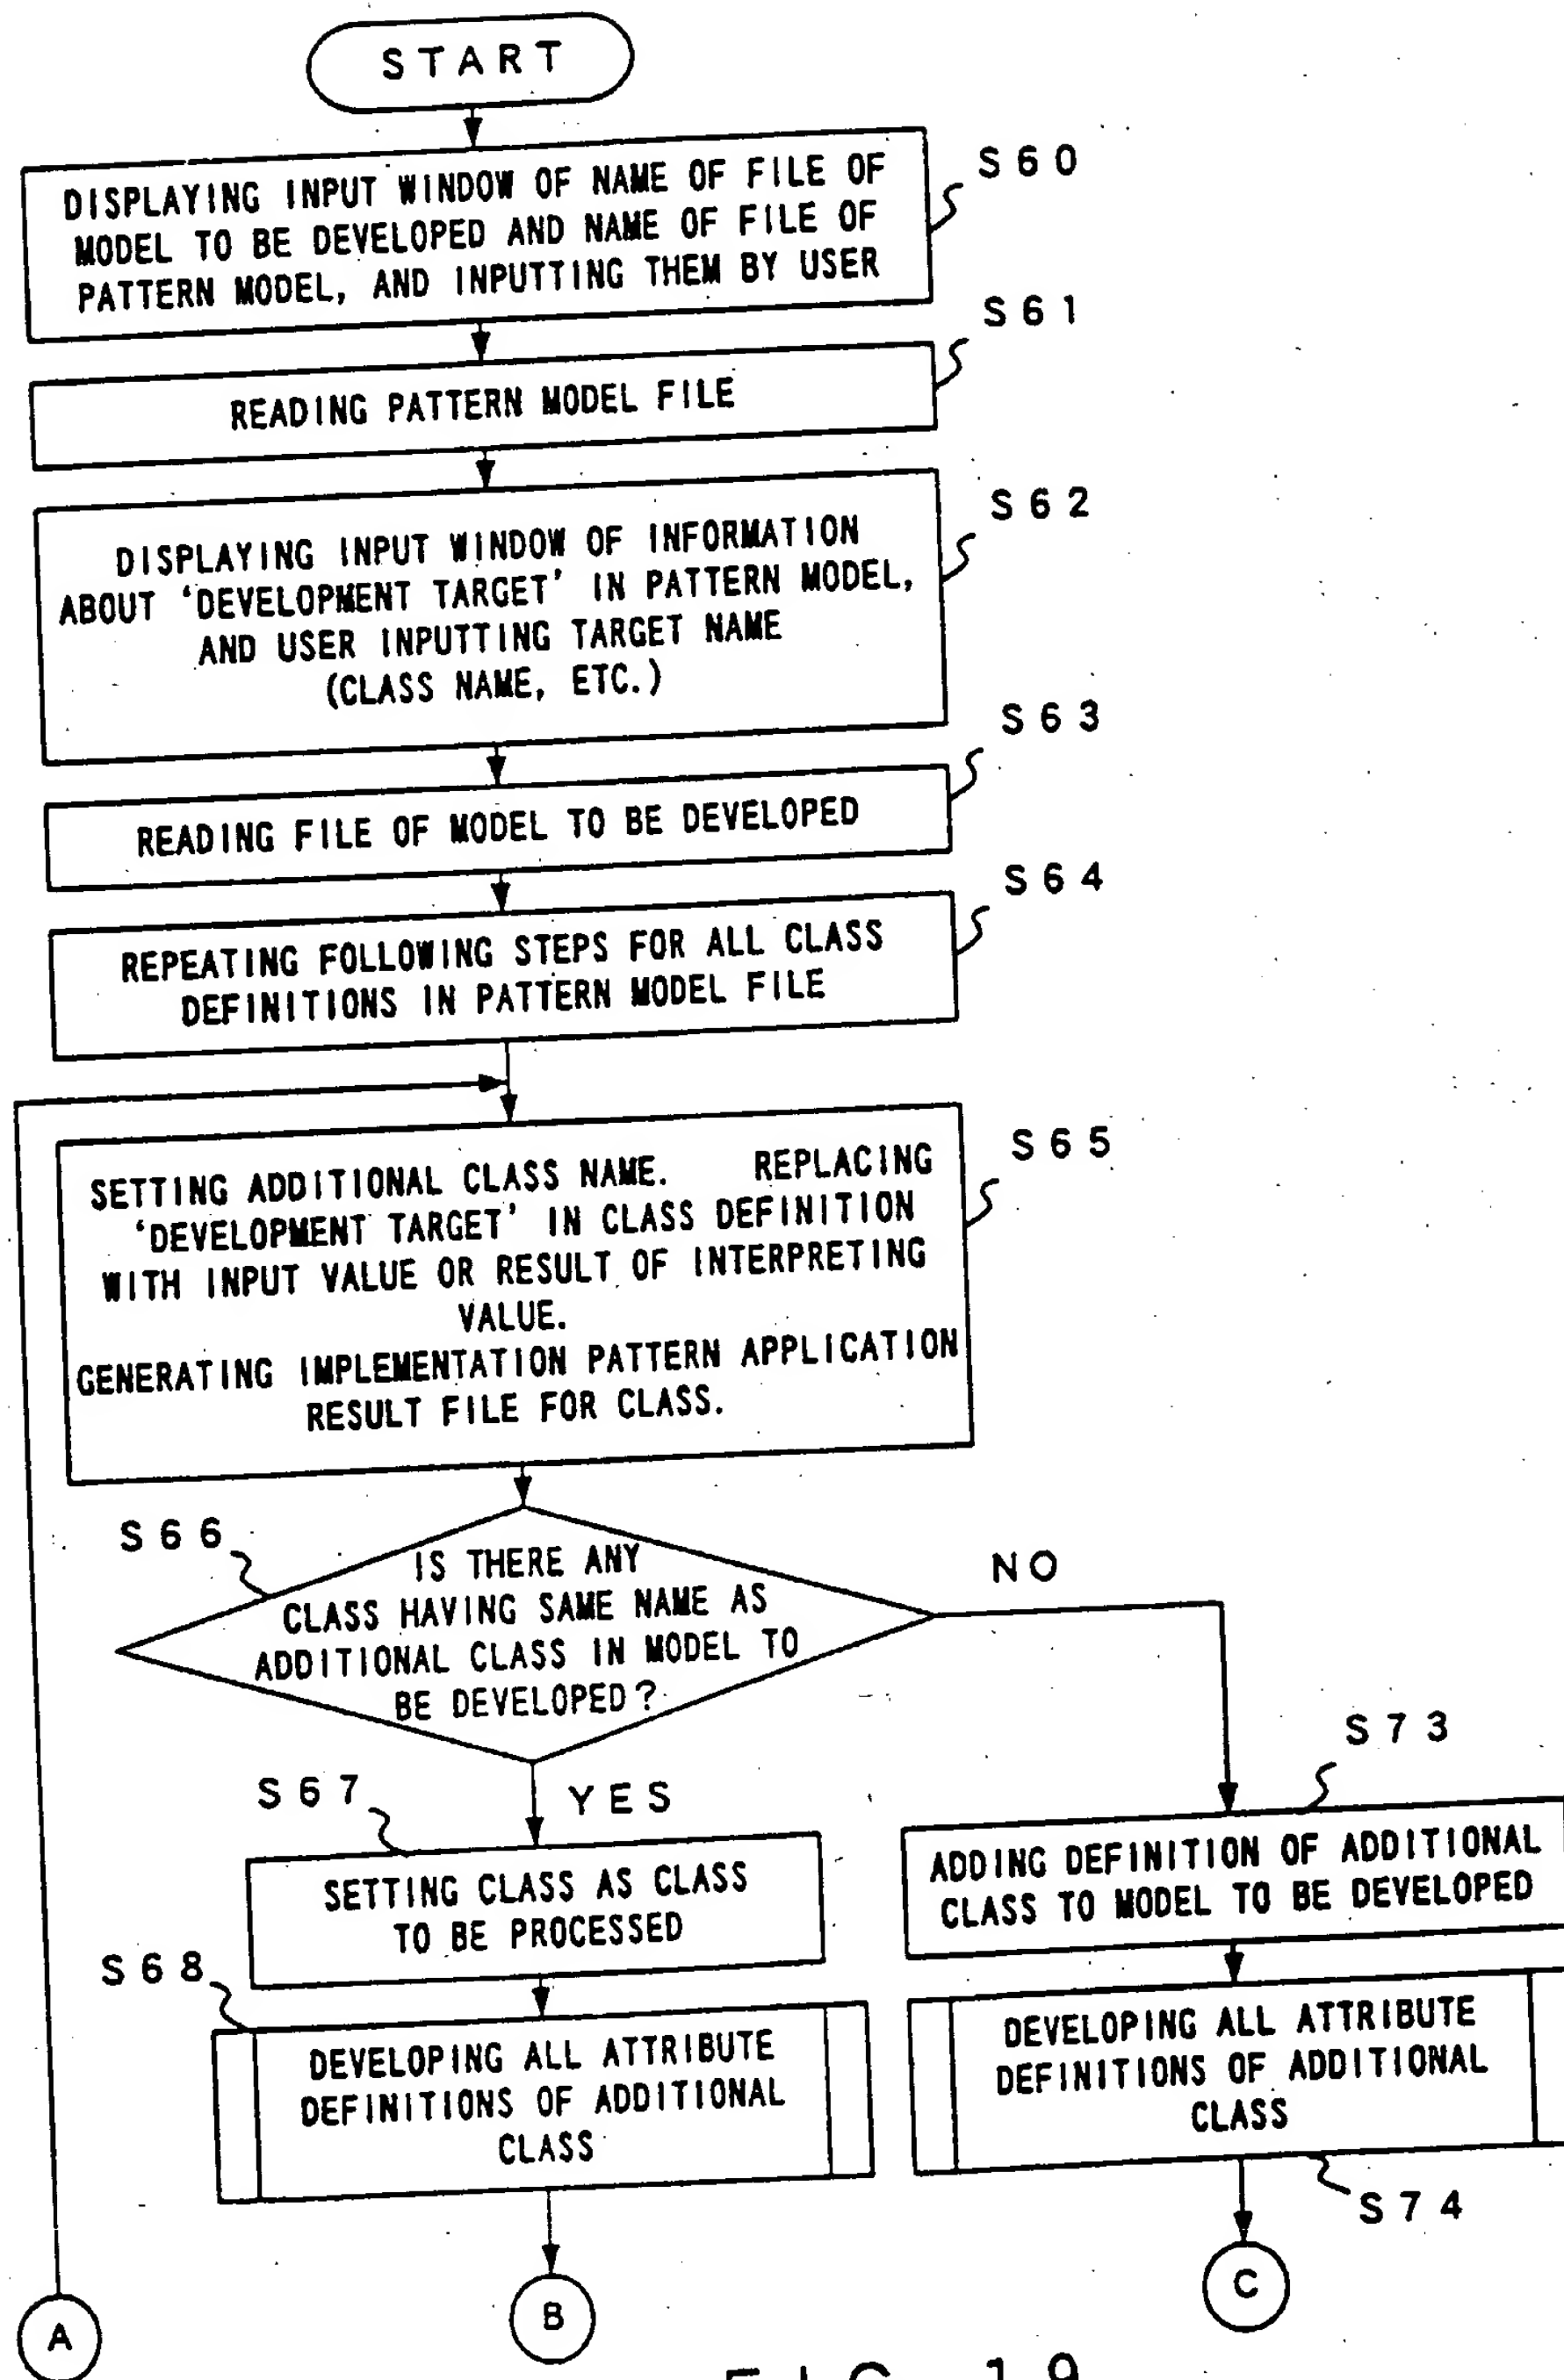 START
S60
DISPLAYING INPUT WINDOW OF NAME OF FILE OF
MODEL TO BE DEVELOPED AND NAME OF FILE OF
PATTERN MODEL, AND INPUTTING THEM BY USER
S61
READING PATTERN MODEL FILE
S62
DISPLAYING INPUT WINDOW OF INFORMATION
ABOUT ‘DEVELOPMENT TARGET’ IN PATTERN MODEL,
AND USER INPUTTING TARGET NAME
(CLASS NAME, ETC.)
S63
READING FILE OF MODEL TO BE DEVELOPED
S64
REPEATING FOLLOWING STEPS FOR ALL CLASS
DEFINITIONS IN PATTERN MODEL FILE
S65
SETTING ADDITIONAL CLASS NAME. REPLACING
‘DEVELOPMENT TARGET’ IN CLASS DEFINITION
WITH INPUT VALUE OR RESULT OF INTERPRETING
VALUE.
GENERATING IMPLEMENTATION PATTERN APPLICATION
RESULT FILE FOR CLASS.
S66
IS THERE ANY
CLASS HAVING SAME NAME AS
ADDITIONAL CLASS IN MODEL TO
BE DEVELOPED?
NO
YES
S67
SETTING CLASS AS CLASS
TO BE PROCESSED
S73
ADDING DEFINITION OF ADDITIONAL
CLASS TO MODEL TO BE DEVELOPED
S68
DEVELOPING ALL ATTRIBUTE
DEFINITIONS OF ADDITIONAL
CLASS
DEVELOPING ALL ATTRIBUTE
DEFINITIONS OF ADDITIONAL
CLASS
S74
A
B
C
FIG. 19